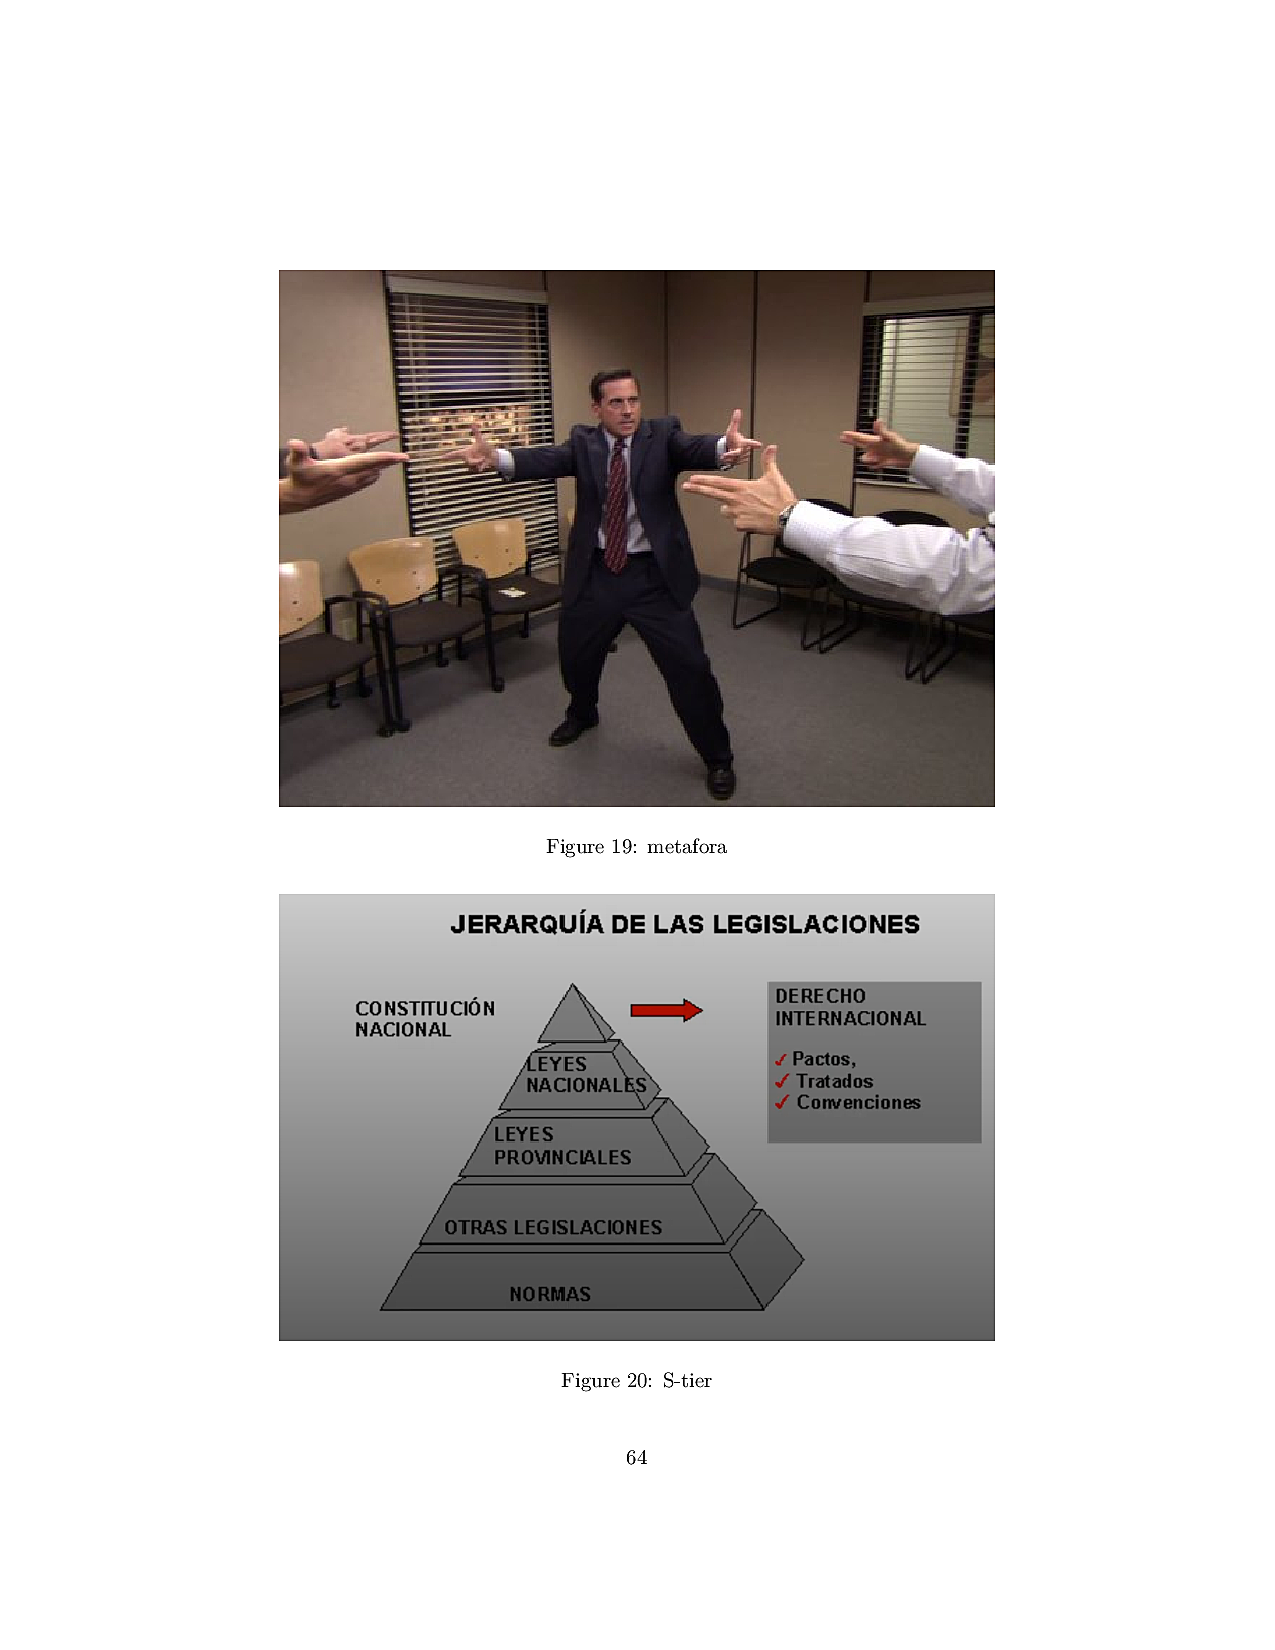 Figure 19: metafora
JERARQUÍA DE LAS LEGISLACIONES
CONSTITUCIÓN
NACIONAL
LEYES
NACIONALES
LEYES
PROVINCIALES
OTRAS LEGISLACIONES
NORMAS
DERECHO
INTERNACIONAL
✓ Pactos,
✓ Tratados
✓ Convenciones
Figure 20: S-tier
64